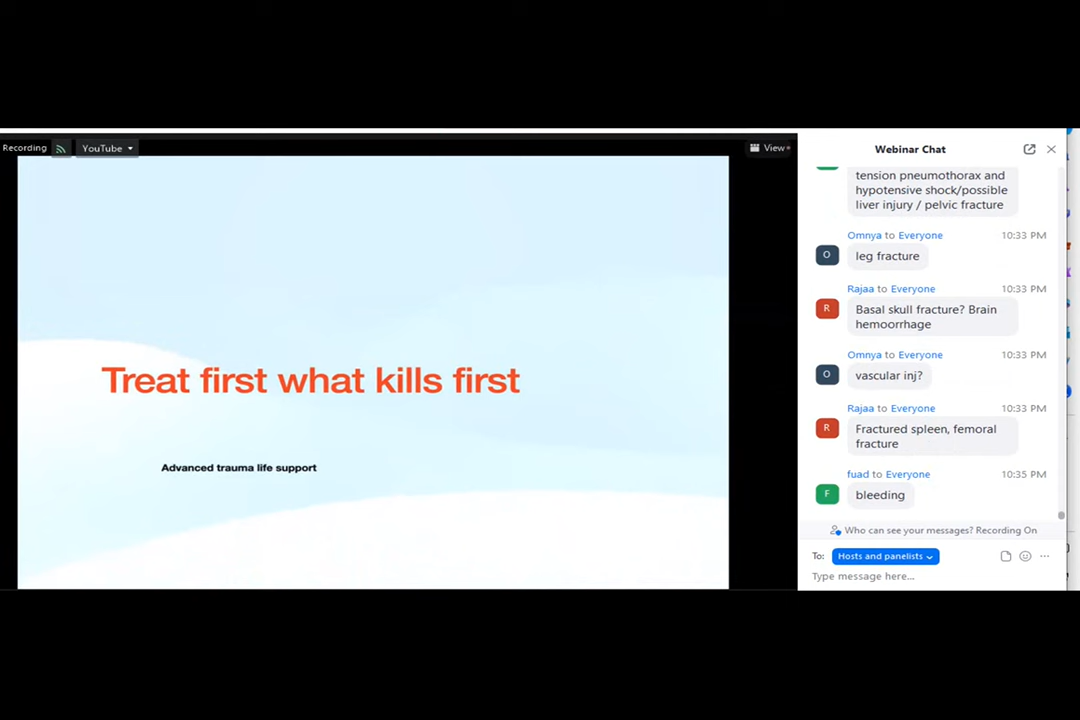 Recording
YouTube
View
Treat first what kills first
Advanced trauma life support
Webinar Chat
tension pneumothorax and
hypotensive shock/possible
liver injury / pelvic fracture
Omnya to Everyone 10:33 PM
O
leg fracture
Rajaa to Everyone 10:33 PM
R
Basal skull fracture? Brain
hemoorrhage
Omnya to Everyone 10:33 PM
O
vascular inj?
Rajaa to Everyone 10:33 PM
R
Fractured spleen, femoral
fracture
fuad to Everyone 10:35 PM
F
bleeding
Who can see your messages? Recording On
To: Hosts and panelists
Type message here...